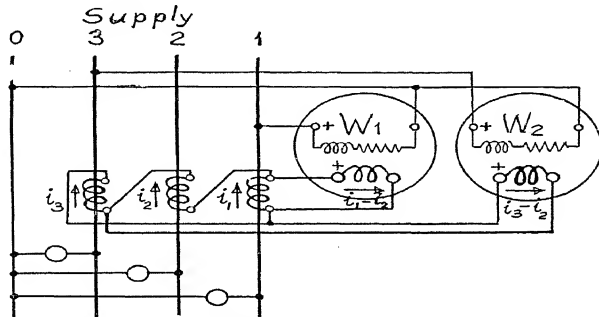 Supply
0 3 2 1
+ W₁
+ W₂
+
i₃ i₂ i₁ i₁-i₂ i₃-i₂